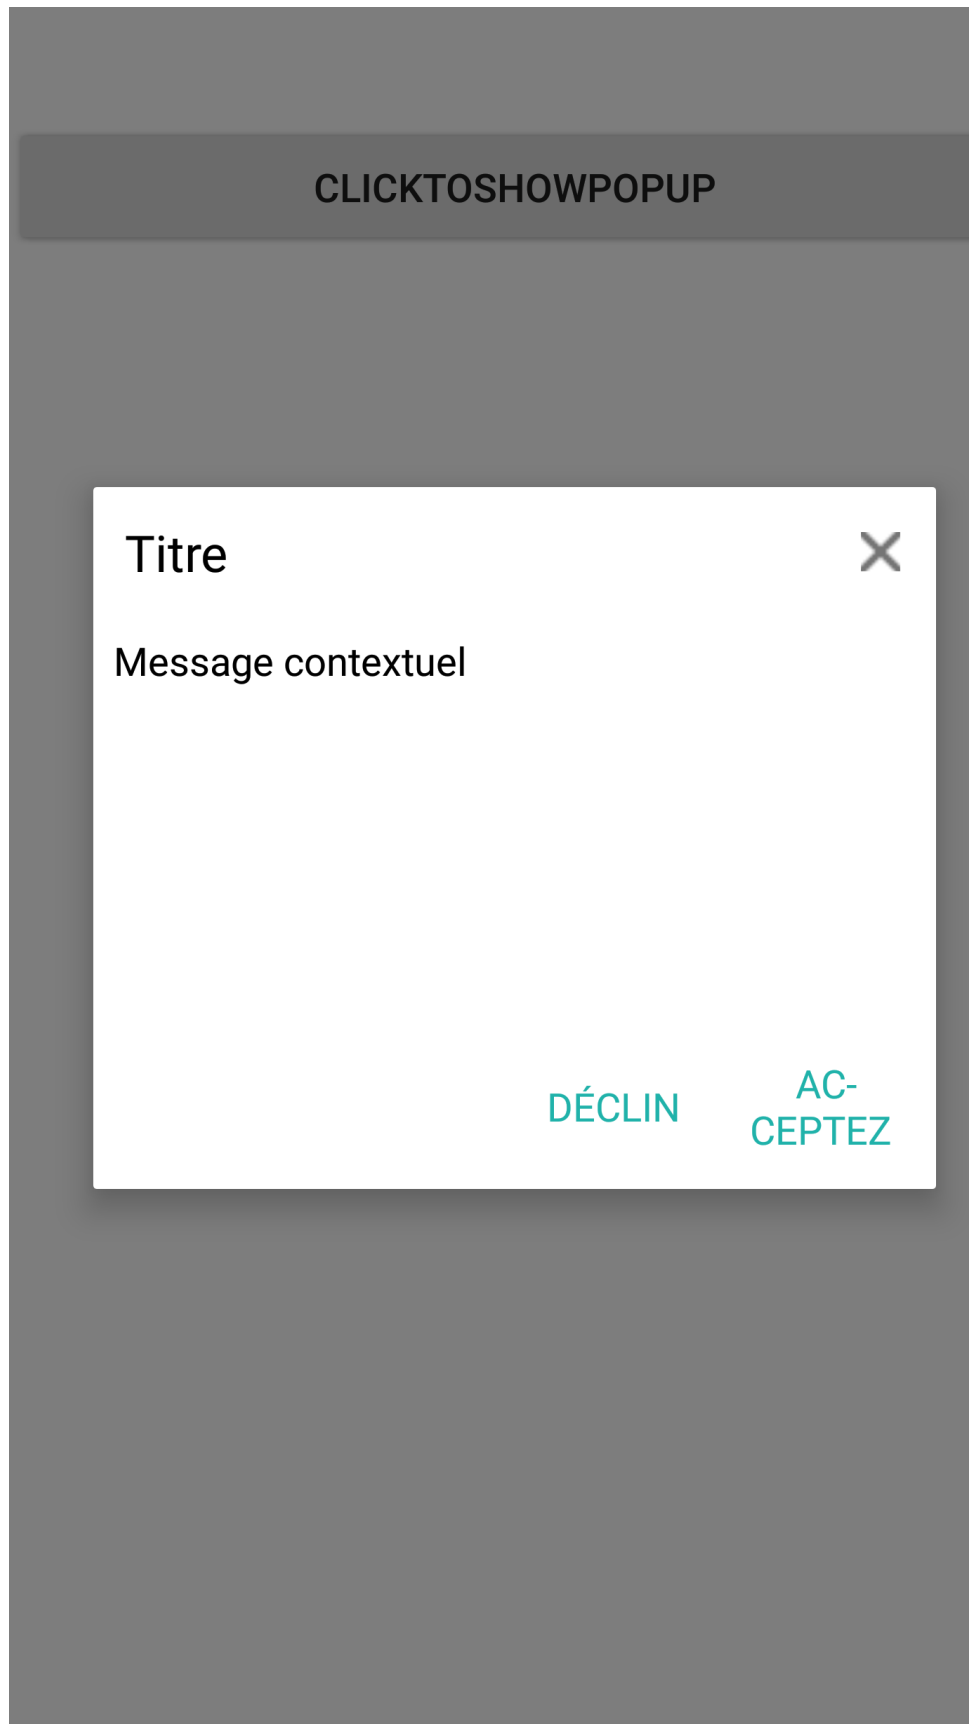 CLICKTOSHOWPOPUP
Titre
Message contextuel
DÉCLIN
AC-
CEPTEZ